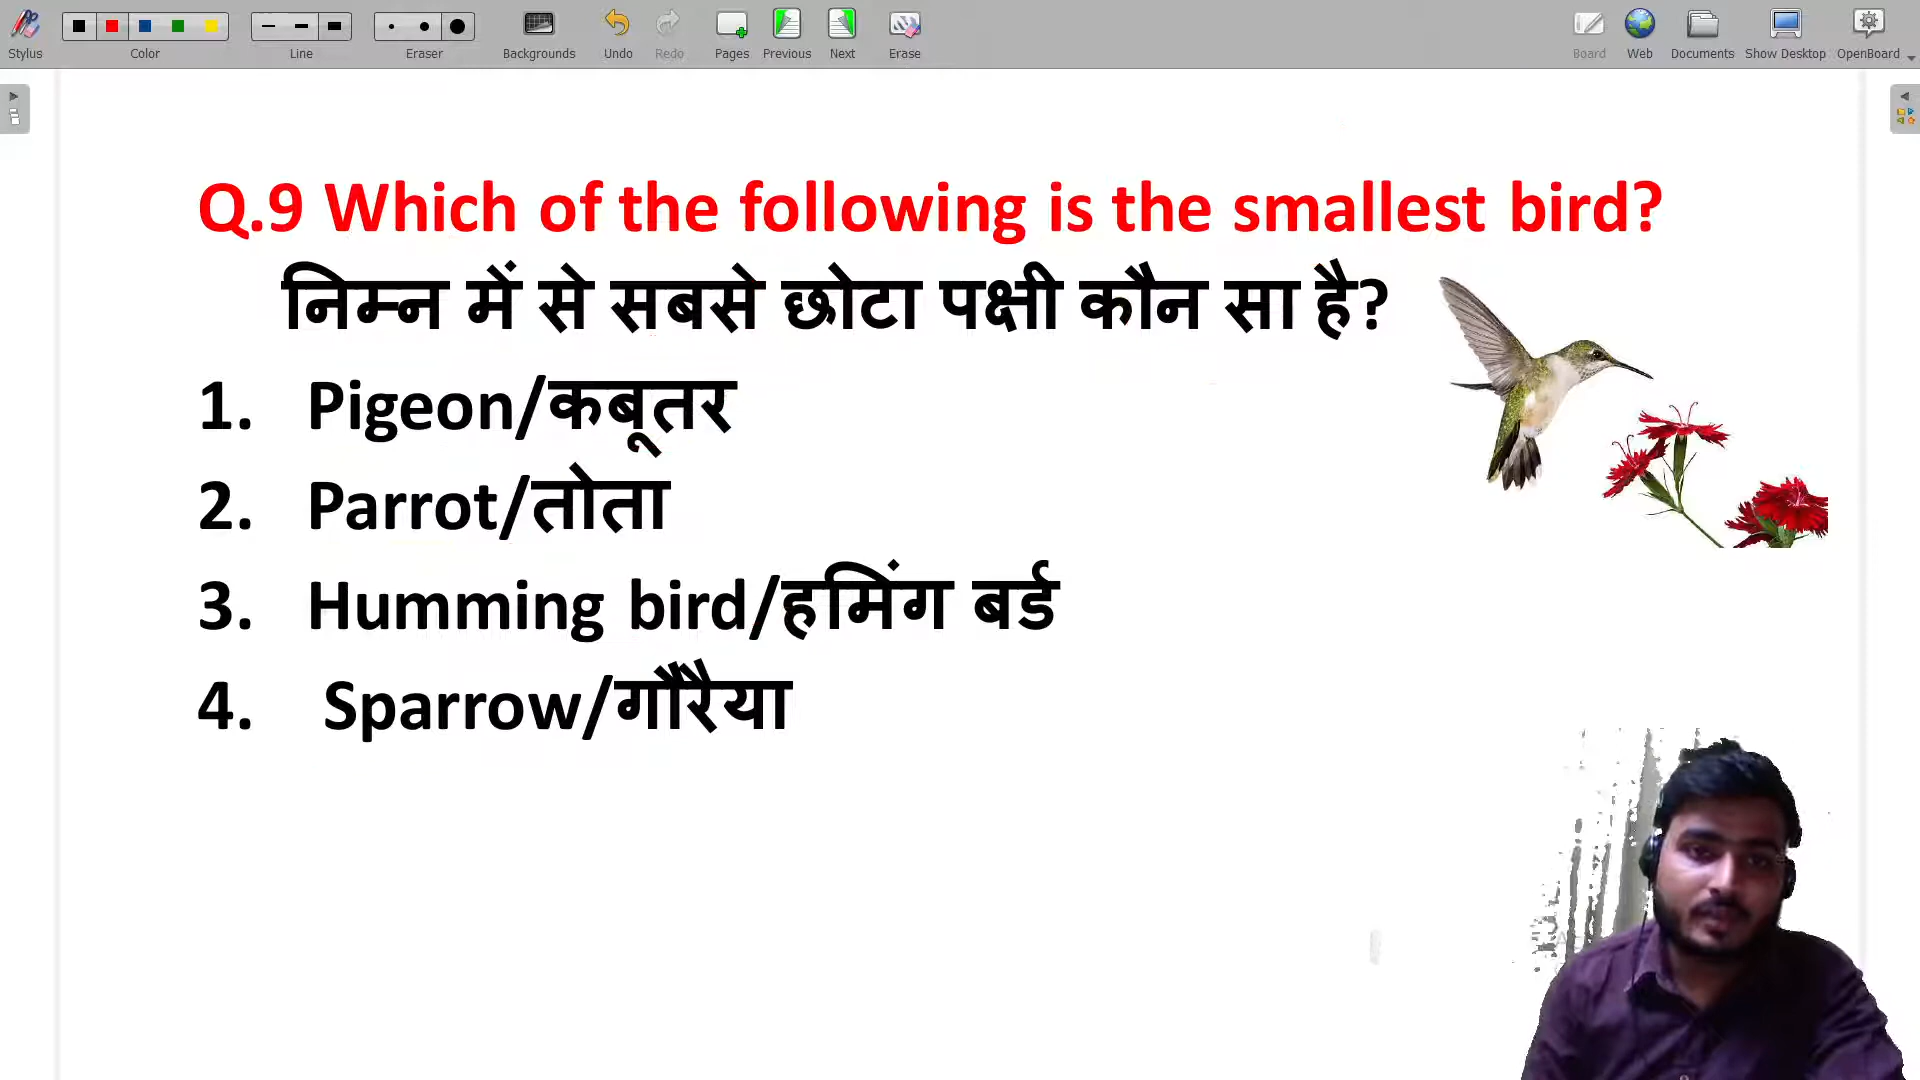 Stylus
Color
Line
Eraser
Backgrounds
Undo
Redo
Pages
Previous
Next
Erase
Board
Web
Documents
Show Desktop
OpenBoard
Q.9 Which of the following is the smallest bird?
निम्न में से सबसे छोटा पक्षी कौन सा है?
1. Pigeon/कबूतर
2. Parrot/तोता
3. Humming bird/हमिंग बर्ड
4. Sparrow/गौरैया